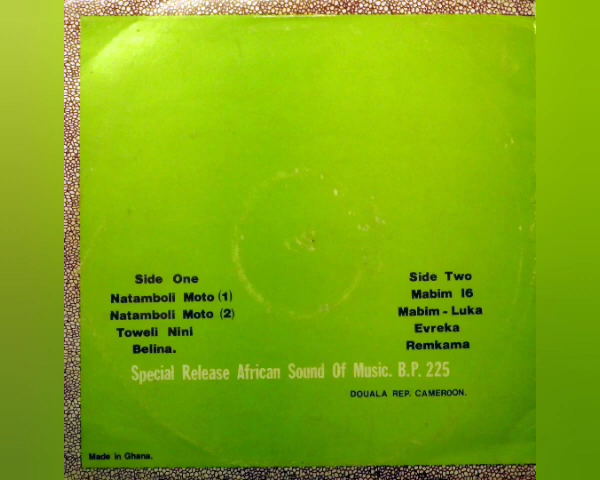 Side One
Natamboli Moto (1)
Natamboli Moto (2)
Toweli Nini
Belina.
Side Two
Mabim 16
Mabim - Luka
Evreka
Remkama
Special Release African Sound Of Music. B.P. 225
DOUALA REP. CAMEROON.
Made in Ghana.